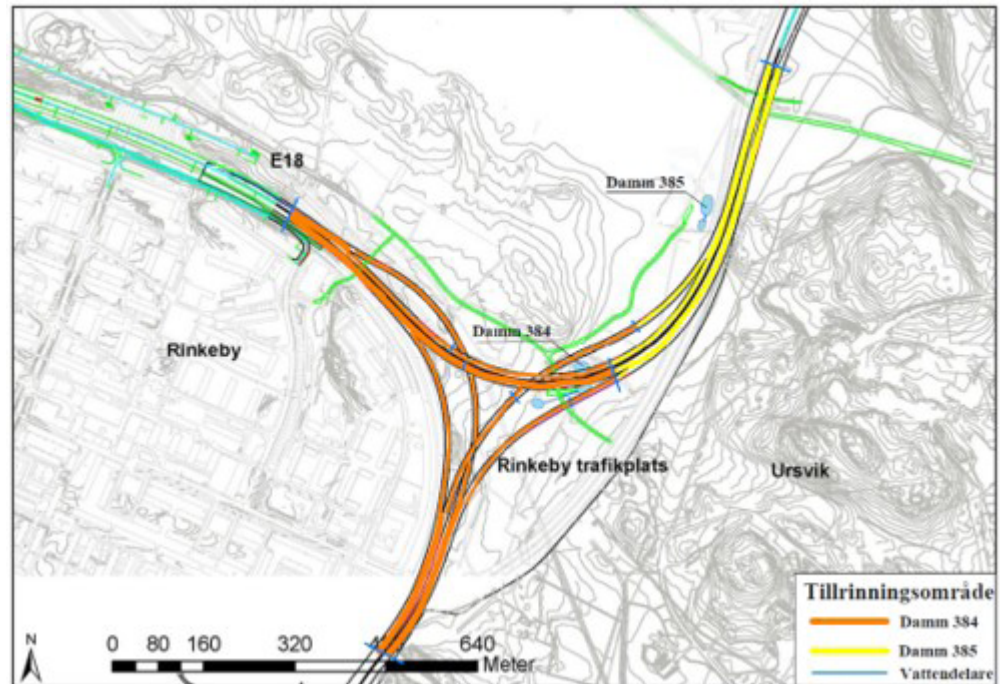 E18
Damm 385
Damm 384
Rinkeby
Rinkeby trafikplats
Ursvik
Tillrinningsområde
Damm 384
Damm 385
Vattendelare
N
0 80 160 320 640
Meter